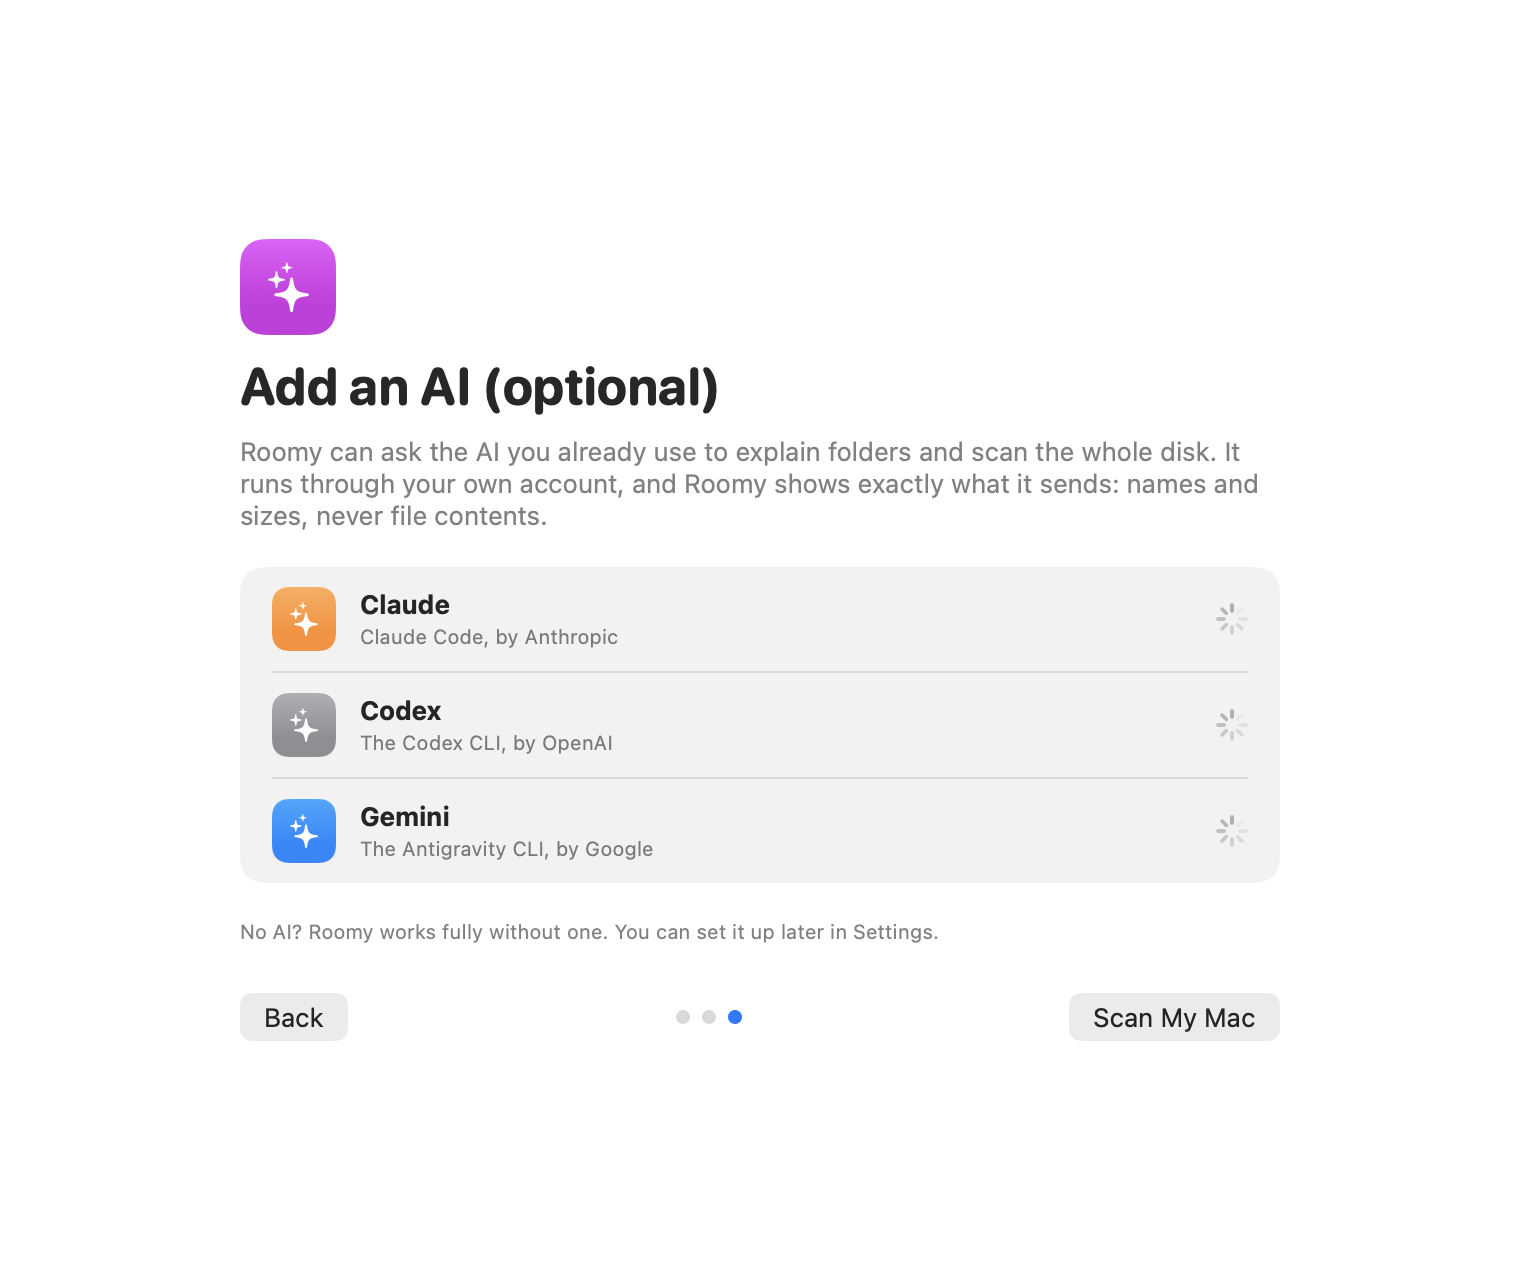 Add an AI (optional)
Roomy can ask the AI you already use to explain folders and scan the whole disk. It
runs through your own account, and Roomy shows exactly what it sends: names and
sizes, never file contents.
Claude
Claude Code, by Anthropic
Codex
The Codex CLI, by OpenAI
Gemini
The Antigravity CLI, by Google
No AI? Roomy works fully without one. You can set it up later in Settings.
Back
Scan My Mac